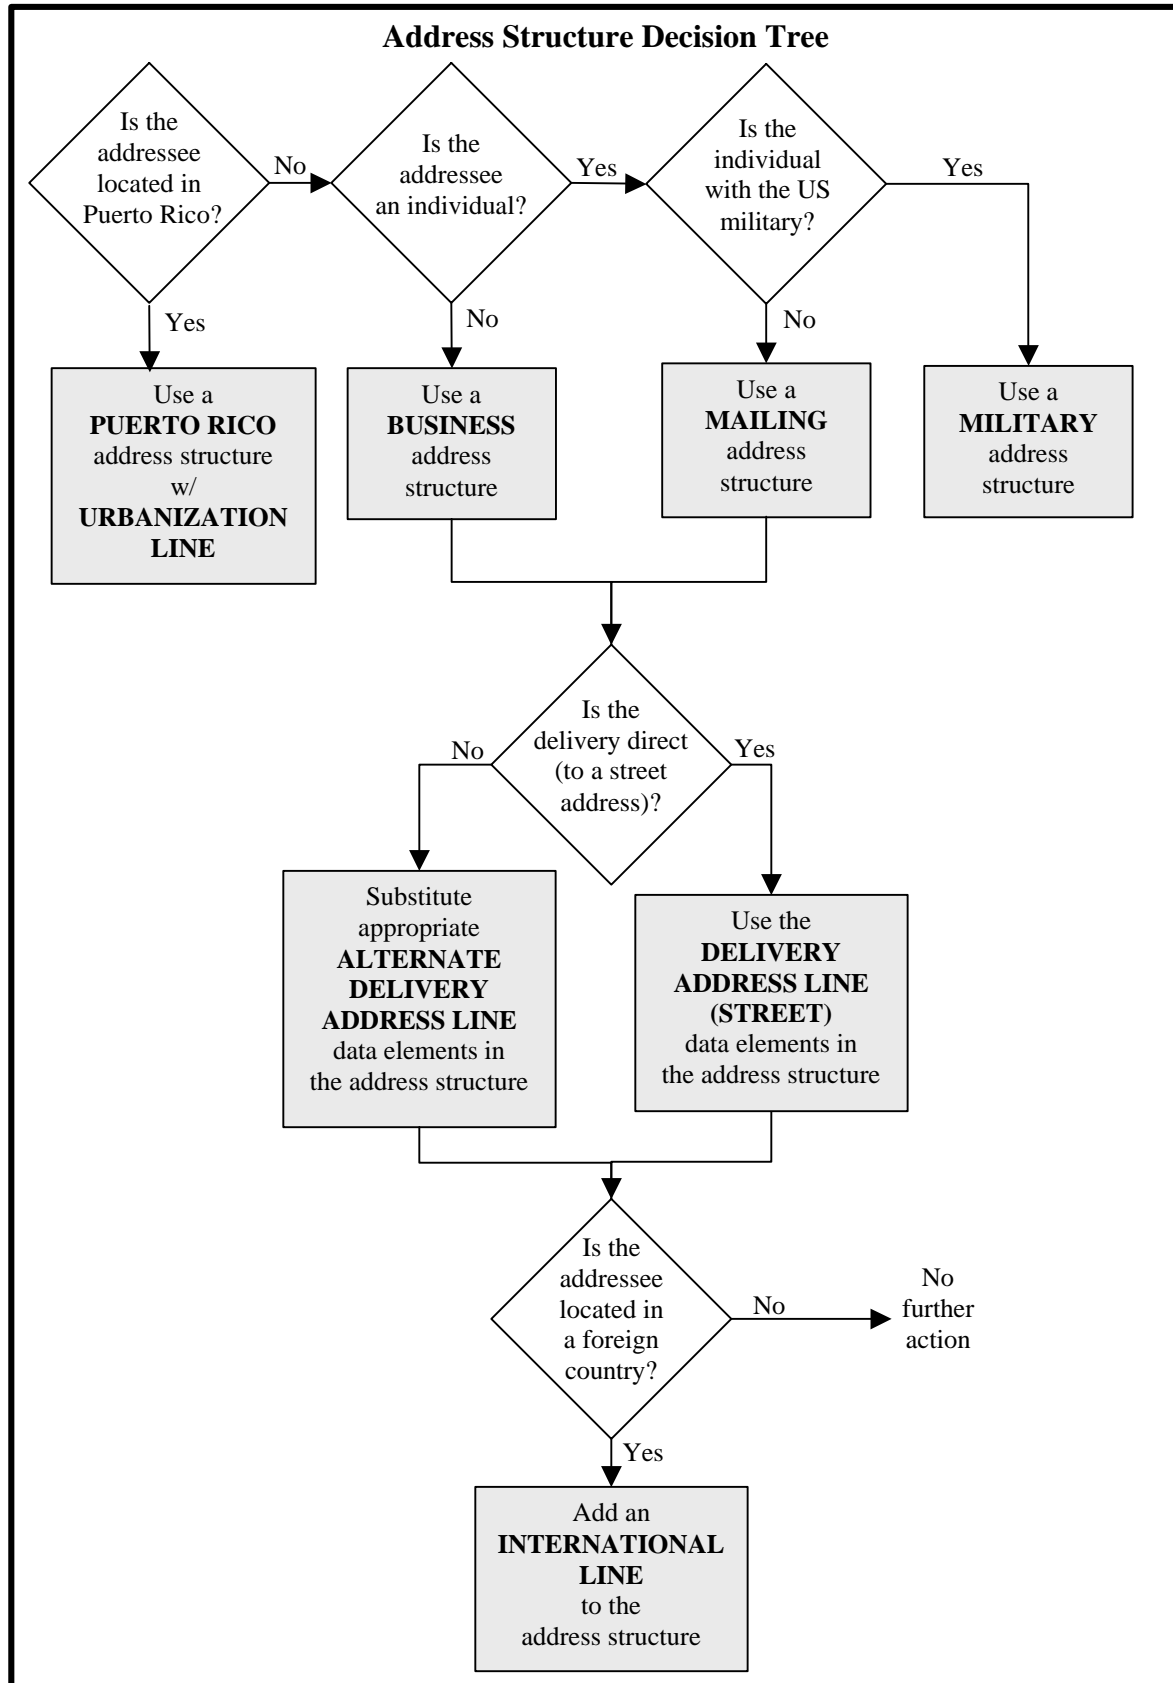 Address Structure Decision Tree
Is the
addressee
located in
Puerto Rico?
No
Is the
addressee
an individual?
Yes
Is the
individual
with the US
military?
Yes
Yes
No
No
Use a
PUERTO RICO
address structure
w/
URBANIZATION
LINE
Use a
BUSINESS
address
structure
Use a
MAILING
address
structure
Use a
MILITARY
address
structure
Is the
delivery direct
(to a street
address)?
No
Yes
Substitute
appropriate
ALTERNATE
DELIVERY
ADDRESS LINE
data elements in
the address structure
Use the
DELIVERY
ADDRESS LINE
(STREET)
data elements in
the address structure
Is the
addressee
located in
a foreign
country?
No
No
further
action
Yes
Add an
INTERNATIONAL
LINE
to the
address structure